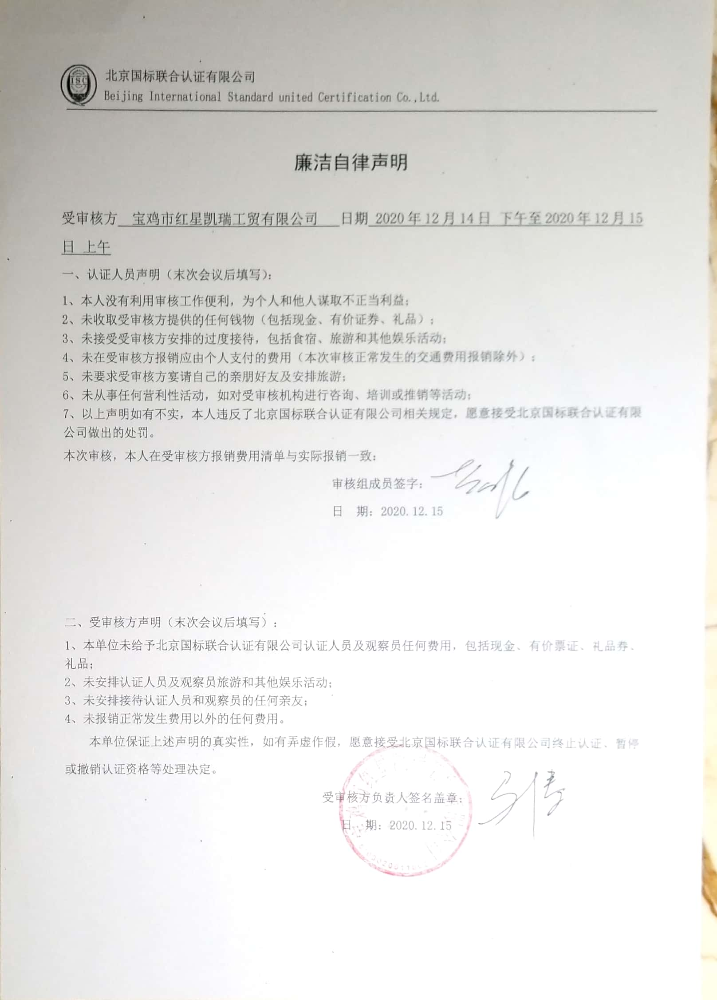 ISC
北京国标联合认证有限公司
Beijing International Standard united Certification Co.,Ltd.
廉洁自律声明
受审核方 宝鸡市红星凯瑞工贸有限公司 日期 2020年12月14日 下午至2020年12月15
日 上午
一、认证人员声明（末次会议后填写）：
1、本人没有利用审核工作便利，为个人和他人谋取不正当利益；
2、未收取受审核方提供的任何钱物（包括现金、有价证券、礼品）；
3、未接受受审核方安排的过度接待，包括食宿、旅游和其他娱乐活动；
4、未在受审核方报销应由个人支付的费用（本次审核正常发生的交通费用报销除外）；
5、未要求受审核方宴请自己的亲朋好友及安排旅游；
6、未从事任何营利性活动，如对受审核机构进行咨询、培训或推销等活动；
7、以上声明如有不实，本人违反了北京国标联合认证有限公司相关规定，愿意接受北京国标联合认证有限
公司做出的处罚。
本次审核，本人在受审核方报销费用清单与实际报销一致：
审核组成员签字：
日 期：2020.12.15
二、受审核方声明（末次会议后填写）：
1、本单位未给予北京国标联合认证有限公司认证人员及观察员任何费用，包括现金、有价票证、礼品券、
礼品；
2、未安排认证人员及观察员旅游和其他娱乐活动；
3、未安排接待认证人员和观察员的任何亲友；
4、未报销正常发生费用以外的任何费用。
本单位保证上述声明的真实性，如有弄虚作假，愿意接受北京国标联合认证有限公司终止认证、暂停
或撤销认证资格等处理决定。
受审核方负责人签名盖章：
日 期：2020.12.15